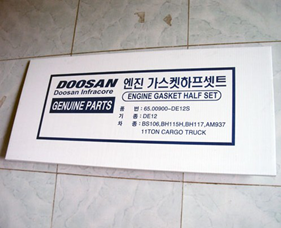 DOOSAN
Doosan Infracore
GENUINE PARTS
엔진 가스켓하프셋트
ENGINE GASKET HALF SET
품 번 : 65.00900-DE12S
기 종 : DE12
차 종 : BS106,BH115H,BH117,AM937
11TON CARGO TRUCK